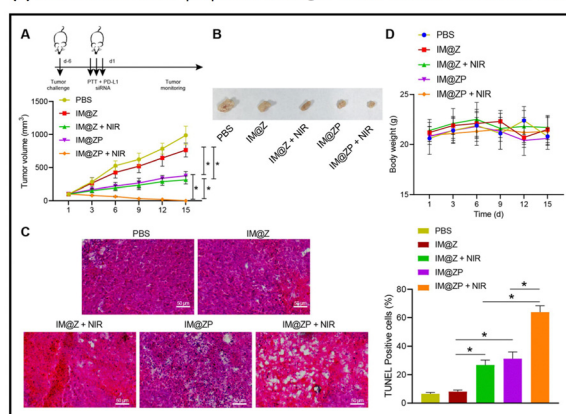 A
d-6
d1
Tumor
challenge
PTT + PD-L1
siRNA
Tumor
monitoring
PBS
IM@Z
IM@Z + NIR
IM@ZP
IM@ZP + NIR
Tumor volume (mm³)
1000
800
600
400
200
0
1 3 6 9 12 15
* *
* *
B
PBS
IM@Z
IM@Z + NIR
IM@ZP
IM@ZP + NIR
D
PBS
IM@Z
IM@Z + NIR
IM@ZP
IM@ZP + NIR
Body weight (g)
25
20
15
1 3 6 9 12 15
Time (d)
C
PBS
IM@Z
50 μm
50 μm
IM@Z + NIR
IM@ZP
IM@ZP + NIR
50 μm
50 μm
50 μm
PBS
IM@Z
IM@Z + NIR
IM@ZP
IM@ZP + NIR
TUNEL Positive cells (%)
80
60
40
20
0
*
*
*
*